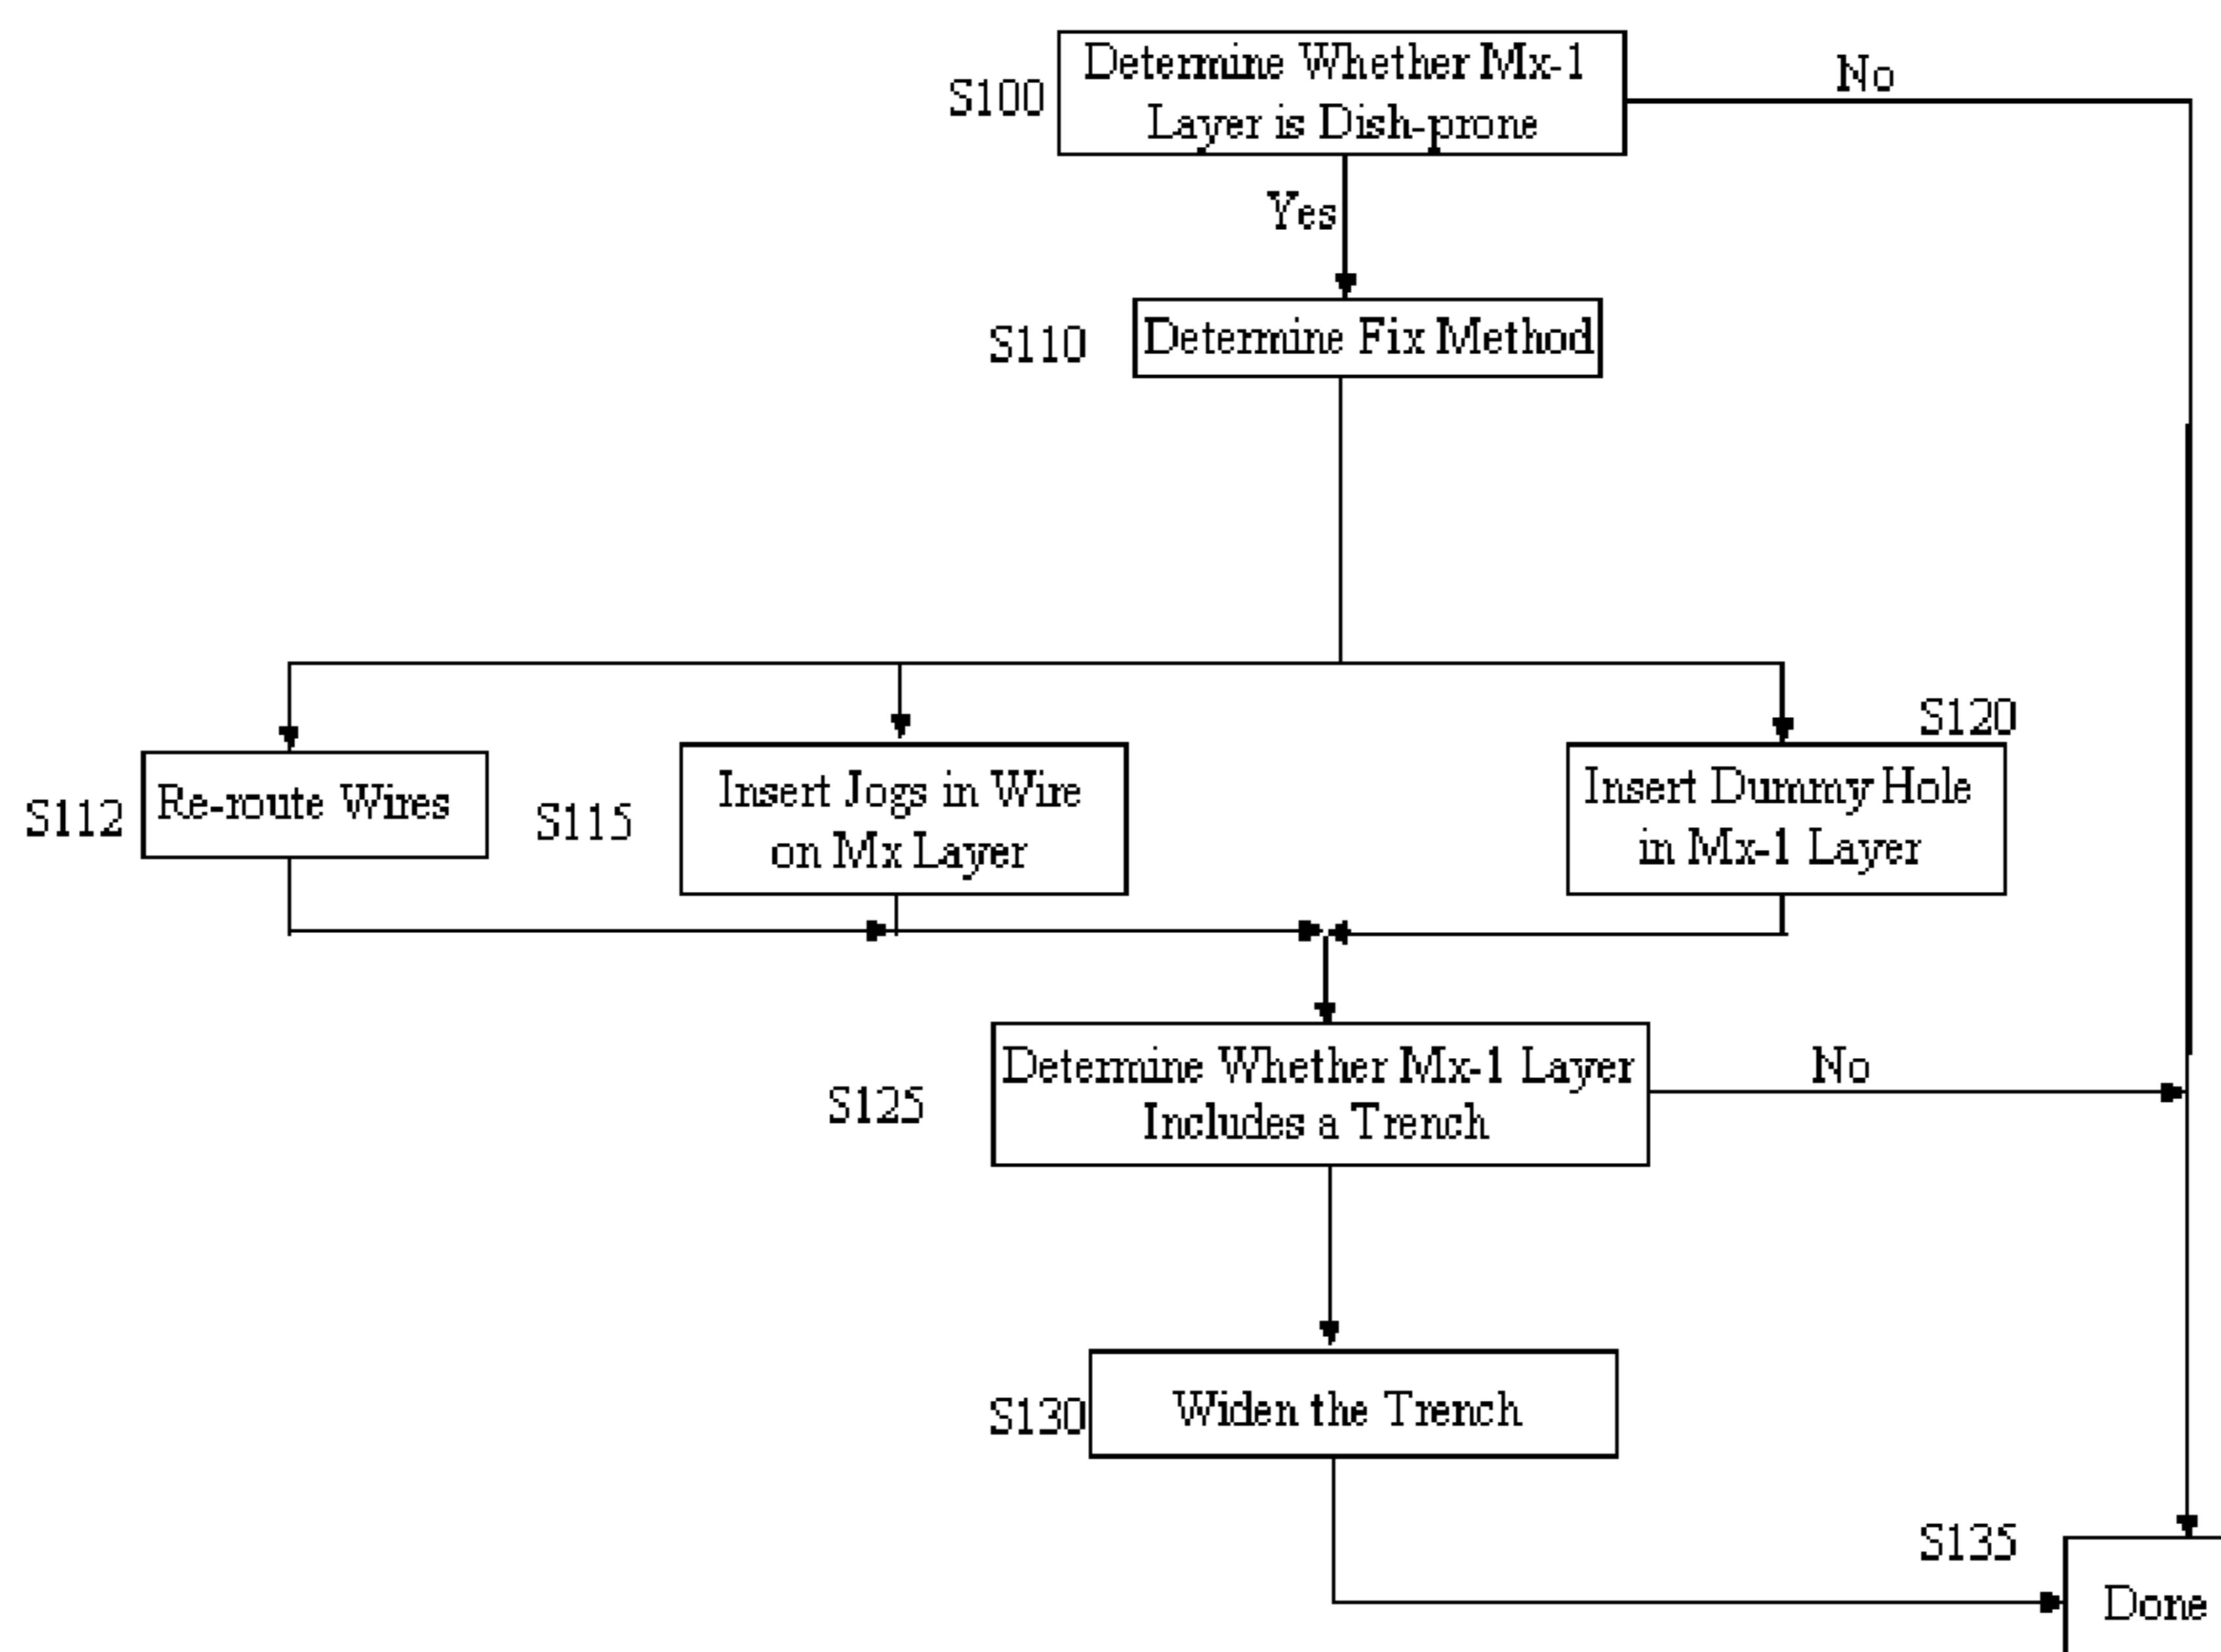 Determine Whether Mx-1
Layer is Dish-prone
S100
No
Yes
S110
Determine Fix Method
S120
S112
Re-route Wires
S115
Insert Jogs in Wire
on Mx Layer
Insert Dummy Hole
in Mx-1 Layer
S125
Determine Whether Mx-1 Layer
Includes a Trench
No
S130
Widen the Trench
S135
Done